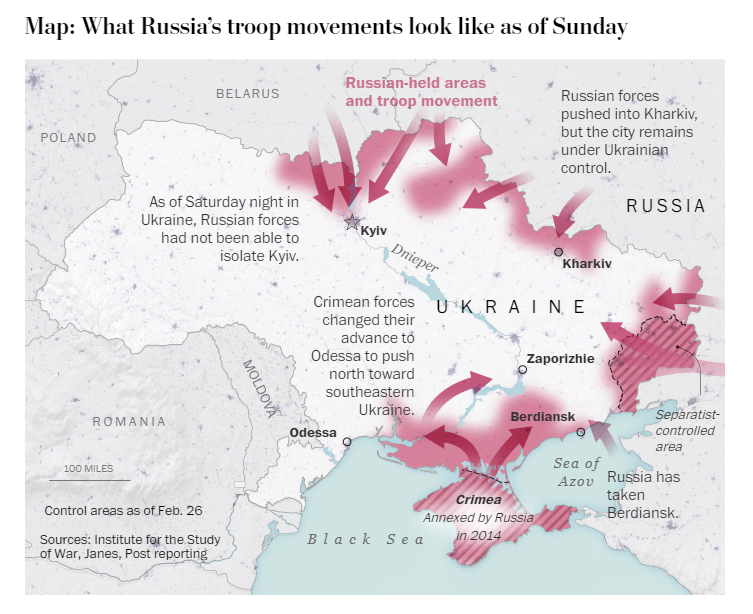 Map: What Russia's troop movements look like as of Sunday
BELARUS
Russian-held areas
and troop movement
Russian forces
pushed into Kharkiv,
but the city remains
under Ukrainian
control.
POLAND
As of Saturday night in
Ukraine, Russian forces
had not been able to
isolate Kyiv.
RUSSIA
Kyiv
Dnieper
Kharkiv
Crimean forces
changed their
advance to
Odessa to push
north toward
southeastern
Ukraine.
UKRAINE
Zaporizhie
MOLDOVA
ROMANIA
Berdiansk
Separatist-
controlled
area
Odessa
100 MILES
Sea of
Azov
Russia has
taken
Berdiansk.
Crimea
Annexed by Russia
in 2014
Control areas as of Feb. 26
Black Sea
Sources: Institute for the Study
of War, Janes, Post reporting